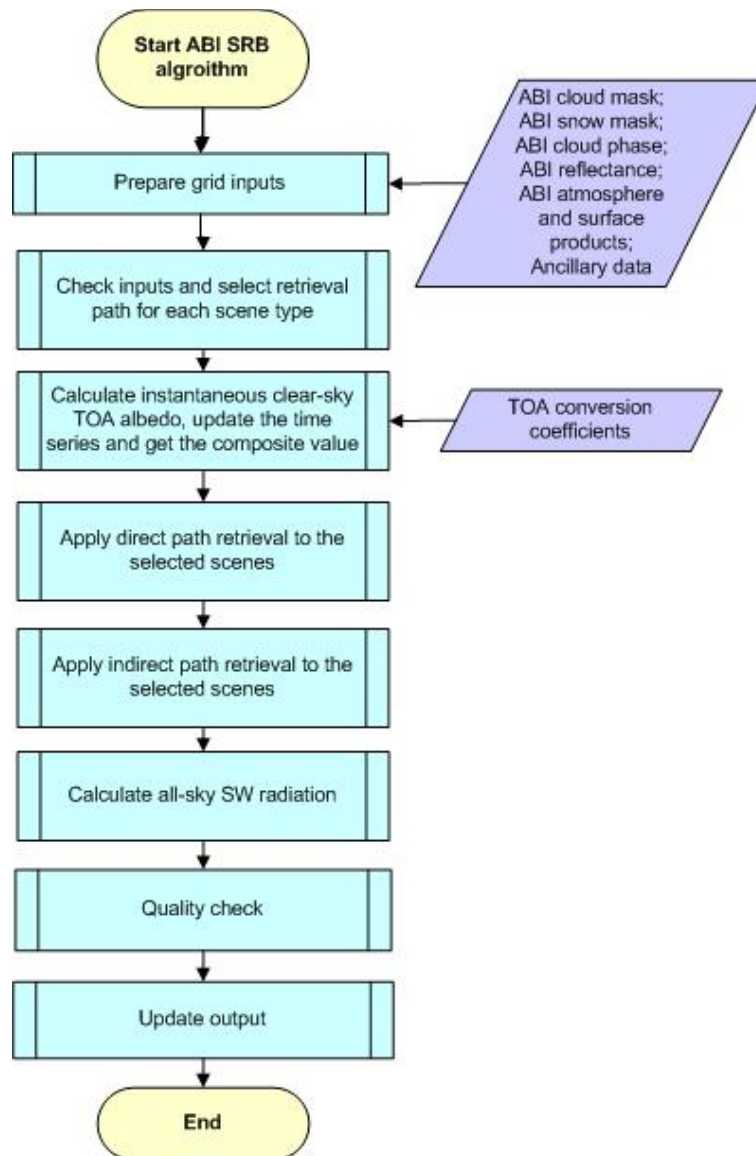 Start ABI SRB
algroithm
ABI cloud mask;
ABI snow mask;
ABI cloud phase;
ABI reflectance;
ABI atmosphere
and surface
products;
Ancillary data
Prepare grid inputs
Check inputs and select retrieval
path for each scene type
Calculate instantaneous clear-sky
TOA albedo, update the time
series and get the composite value
TOA conversion
coefficients
Apply direct path retrieval to the
selected scenes
Apply indirect path retrieval to the
selected scenes
Calculate all-sky SW radiation
Quality check
Update output
End